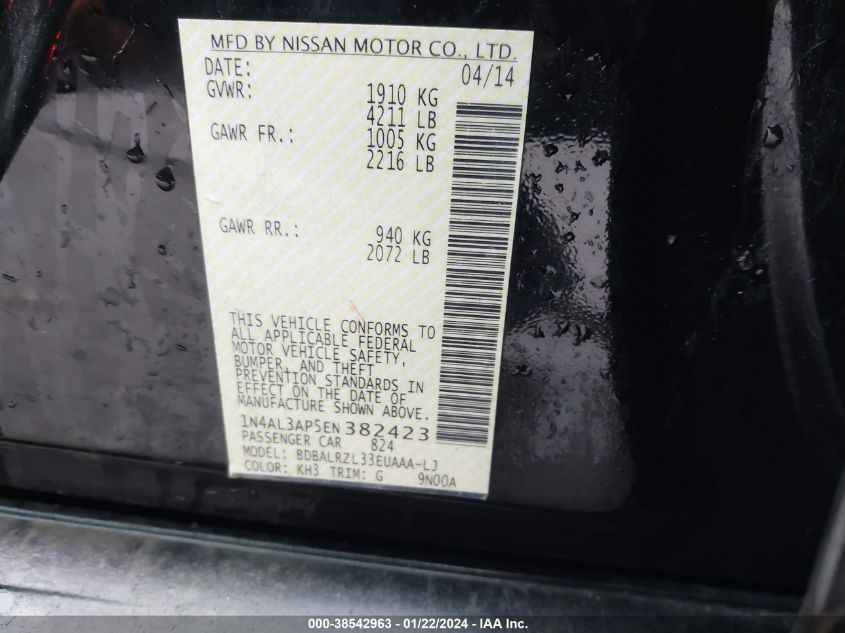 MFD BY NISSAN MOTOR CO., LTD.
DATE: 04/14
GVWR: 1910 KG
4211 LB
GAWR FR.: 1005 KG
2216 LB
GAWR RR.: 940 KG
2072 LB
THIS VEHICLE CONFORMS TO
ALL APPLICABLE FEDERAL
MOTOR VEHICLE SAFETY,
BUMPER, AND THEFT
PREVENTION STANDARDS IN
EFFECT ON THE DATE OF
MANUFACTURE SHOWN ABOVE.
1N4AL3AP5EN382423
PASSENGER CAR 824
MODEL: BDBALRZL33EUAAA-LJ
COLOR: KH3 TRIM: G 9N00A
000-38542963 - 01/22/2024 - IAA Inc.